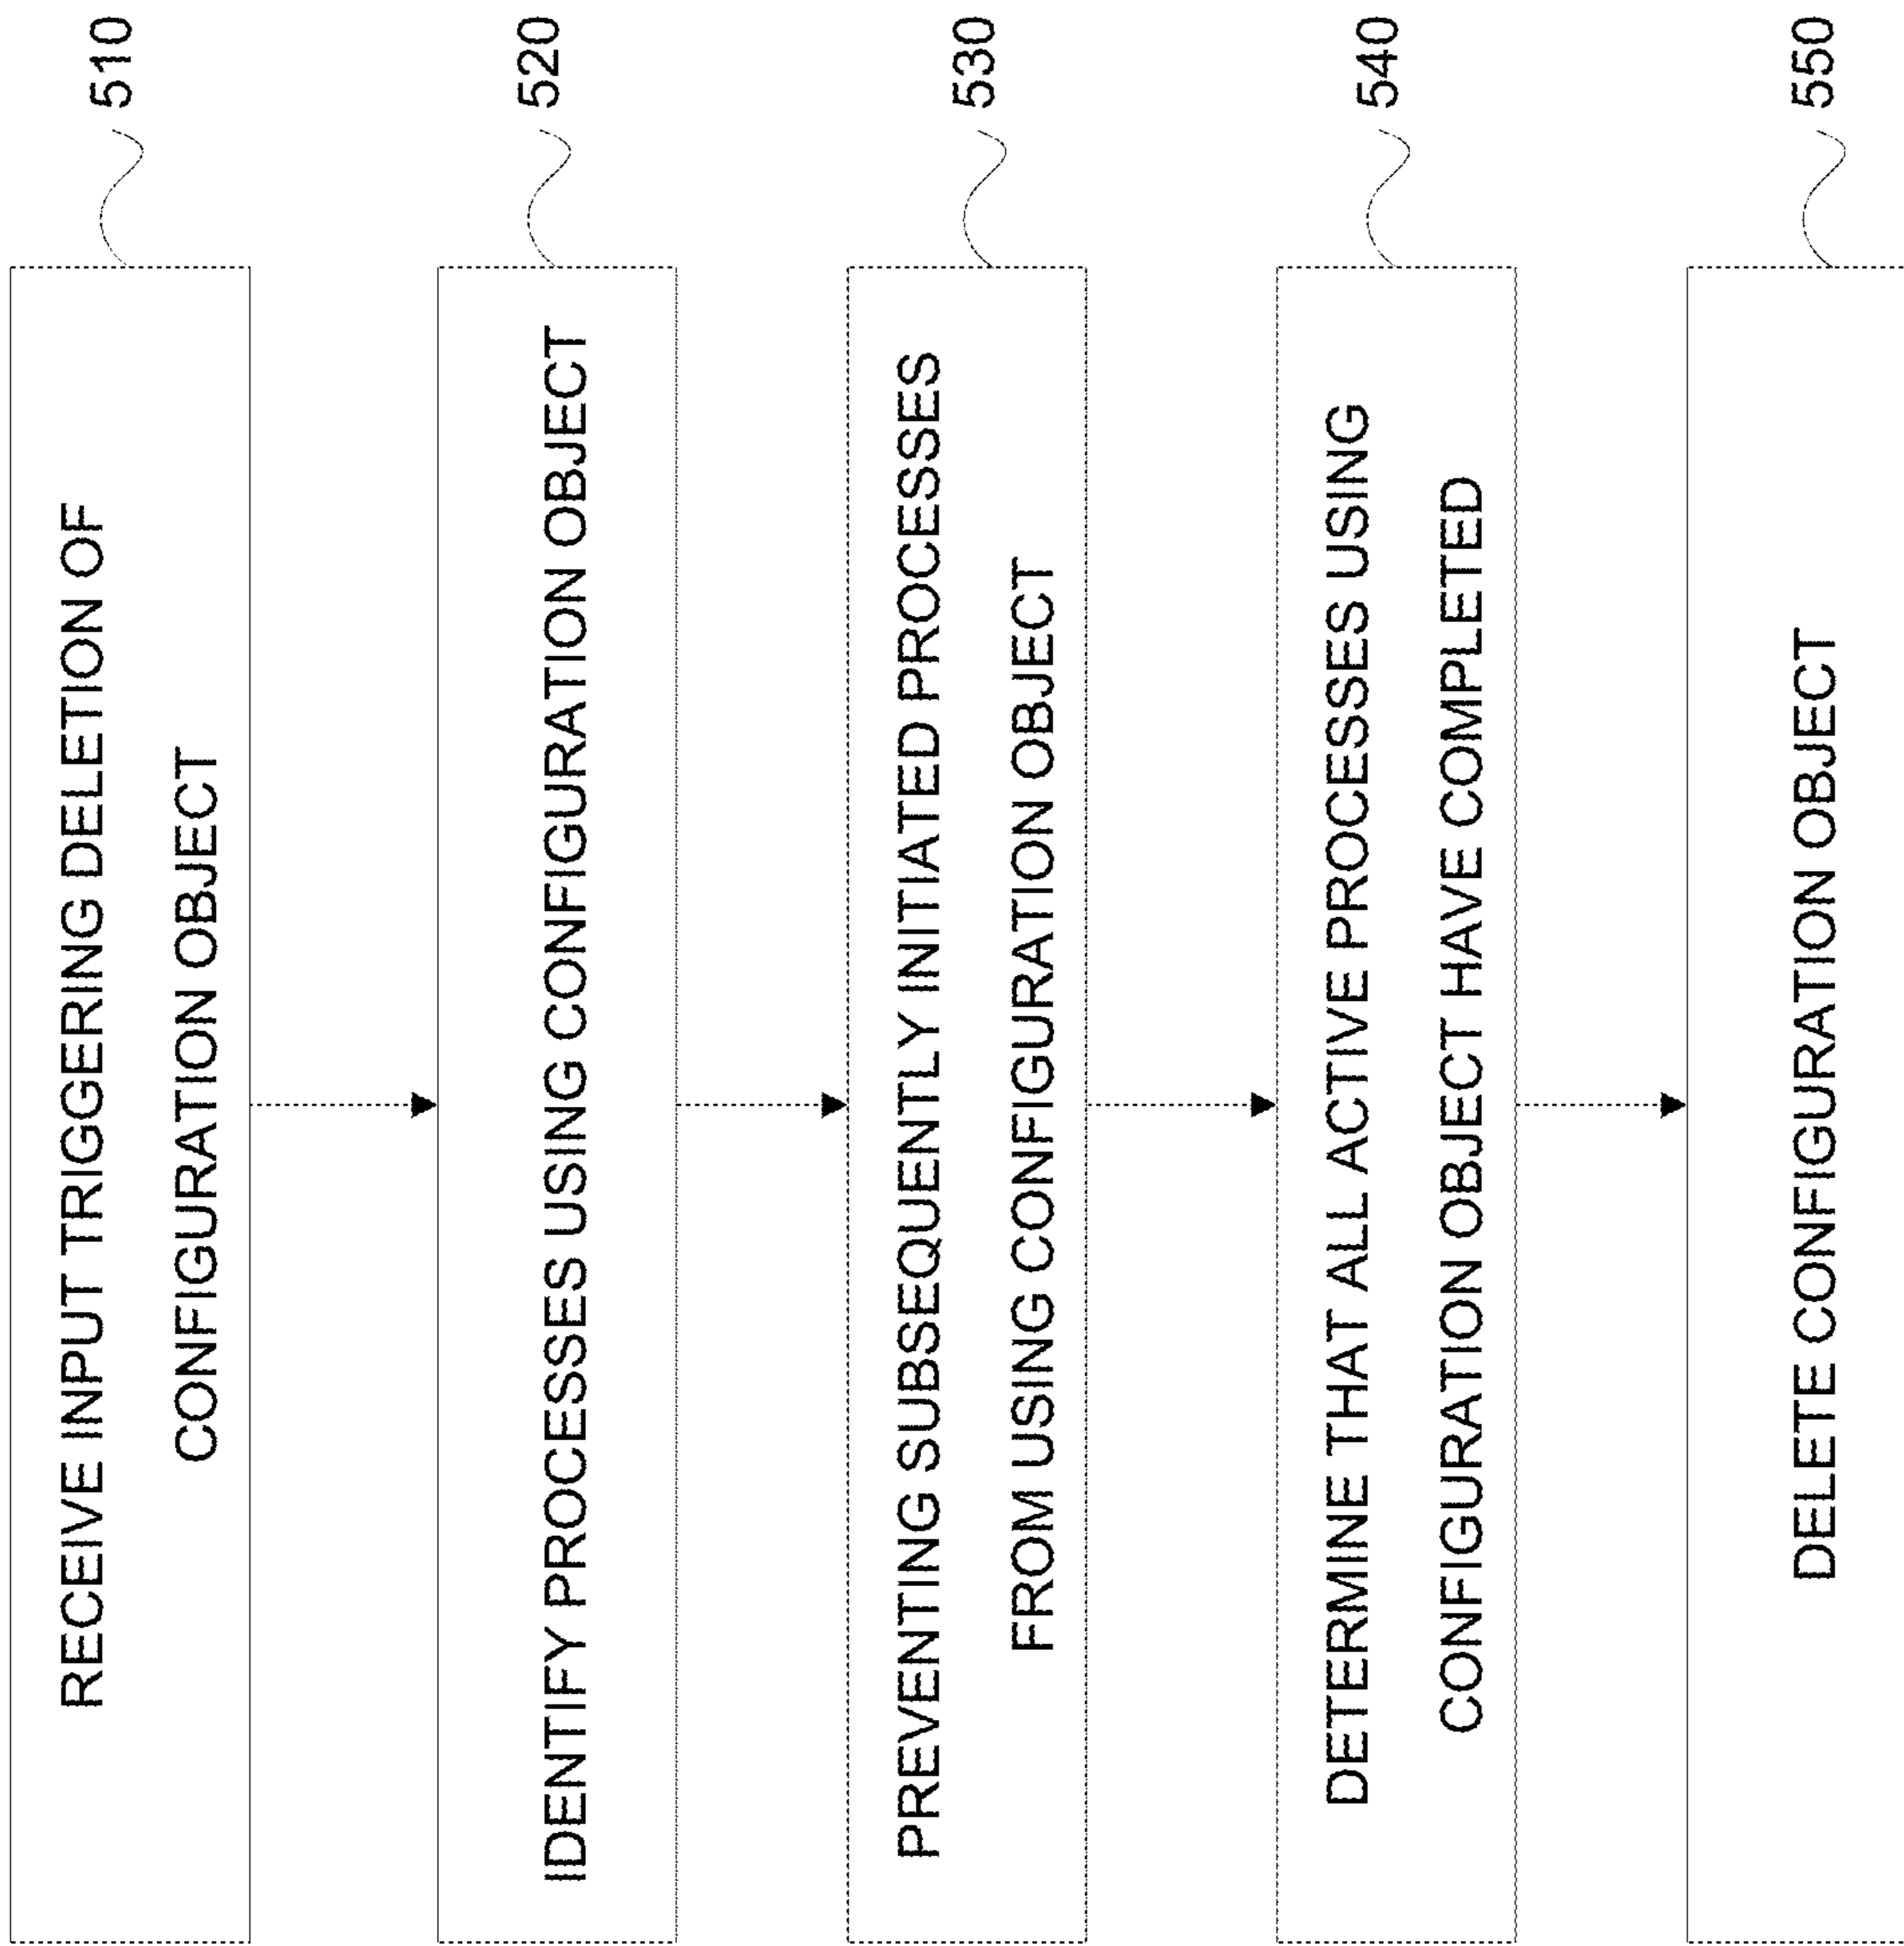 RECEIVE INPUT TRIGGERING DELETION OF
CONFIGURATION OBJECT
510
IDENTIFY PROCESSES USING CONFIGURATION OBJECT
520
PREVENTING SUBSEQUENTLY INITIATED PROCESSES
FROM USING CONFIGURATION OBJECT
530
DETERMINE THAT ALL ACTIVE PROCESSES USING
CONFIGURATION OBJECT HAVE COMPLETED
540
DELETE CONFIGURATION OBJECT
550